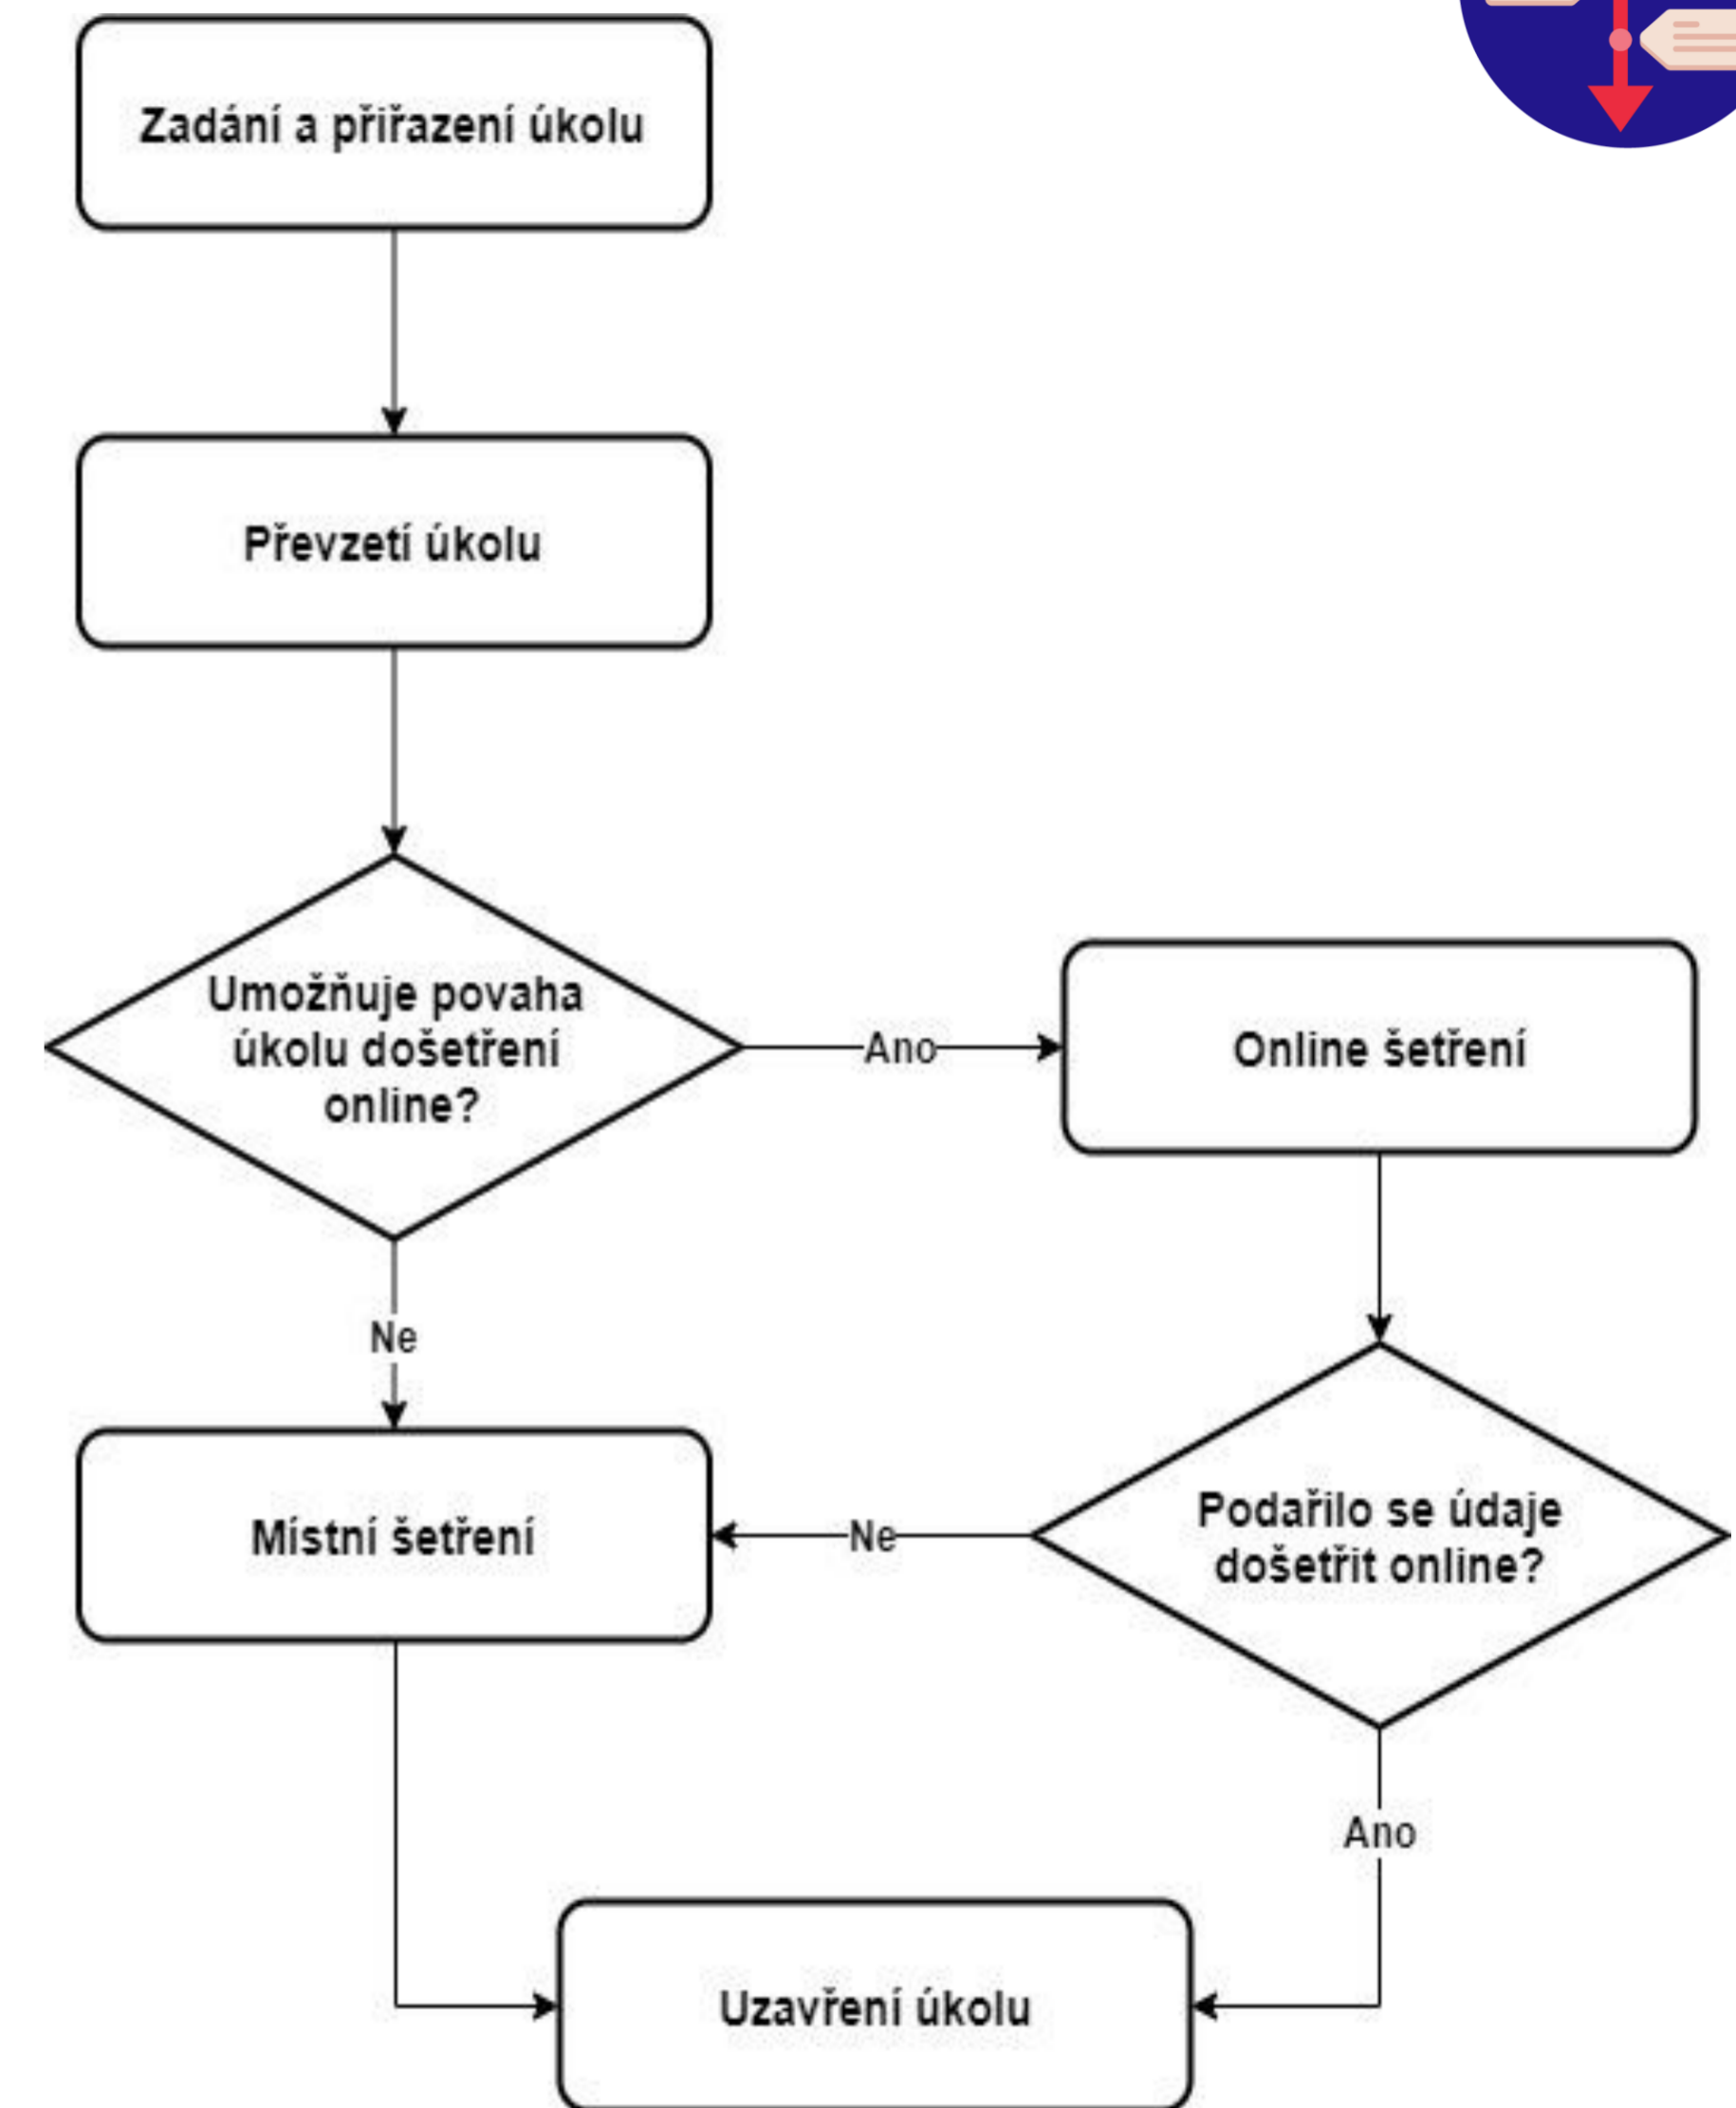 Zadání a přiřazení úkolu
Převzetí úkolu
Umožňuje povaha
úkolu došetření
online?
Ano
Online šetření
Ne
Místní šetření
Ne
Podařilo se údaje
došetřit online?
Ano
Uzavření úkolu